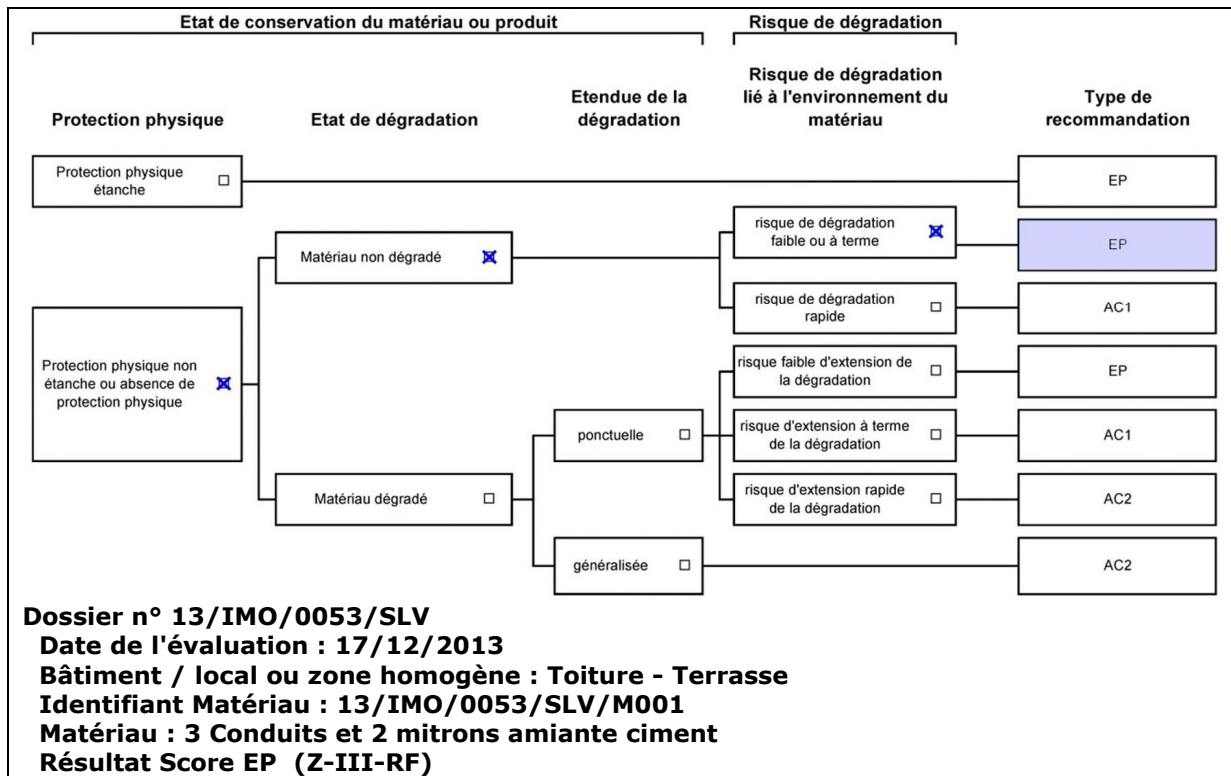 Etat de conservation du matériau ou produit
Risque de dégradation
Protection physique
Etat de dégradation
Etendue de la
dégradation
Risque de dégradation
lié à l'environnement du
matériau
Type de
recommandation
Protection physique
étanche
EP
risque de dégradation
faible ou à terme
EP
Matériau non dégradé
risque de dégradation
rapide
AC1
Protection physique non
étanche ou absence de
protection physique
risque faible d'extension de
la dégradation
EP
ponctuelle
risque d'extension à terme
de la dégradation
AC1
Matériau dégradé
risque d'extension rapide
de la dégradation
AC2
généralisée
AC2
Dossier n° 13/IMO/0053/SLV
Date de l'évaluation : 17/12/2013
Bâtiment / local ou zone homogène : Toiture - Terrasse
Identifiant Matériau : 13/IMO/0053/SLV/M001
Matériau : 3 Conduits et 2 mitrons amiante ciment
Résultat Score EP (Z-III-RF)